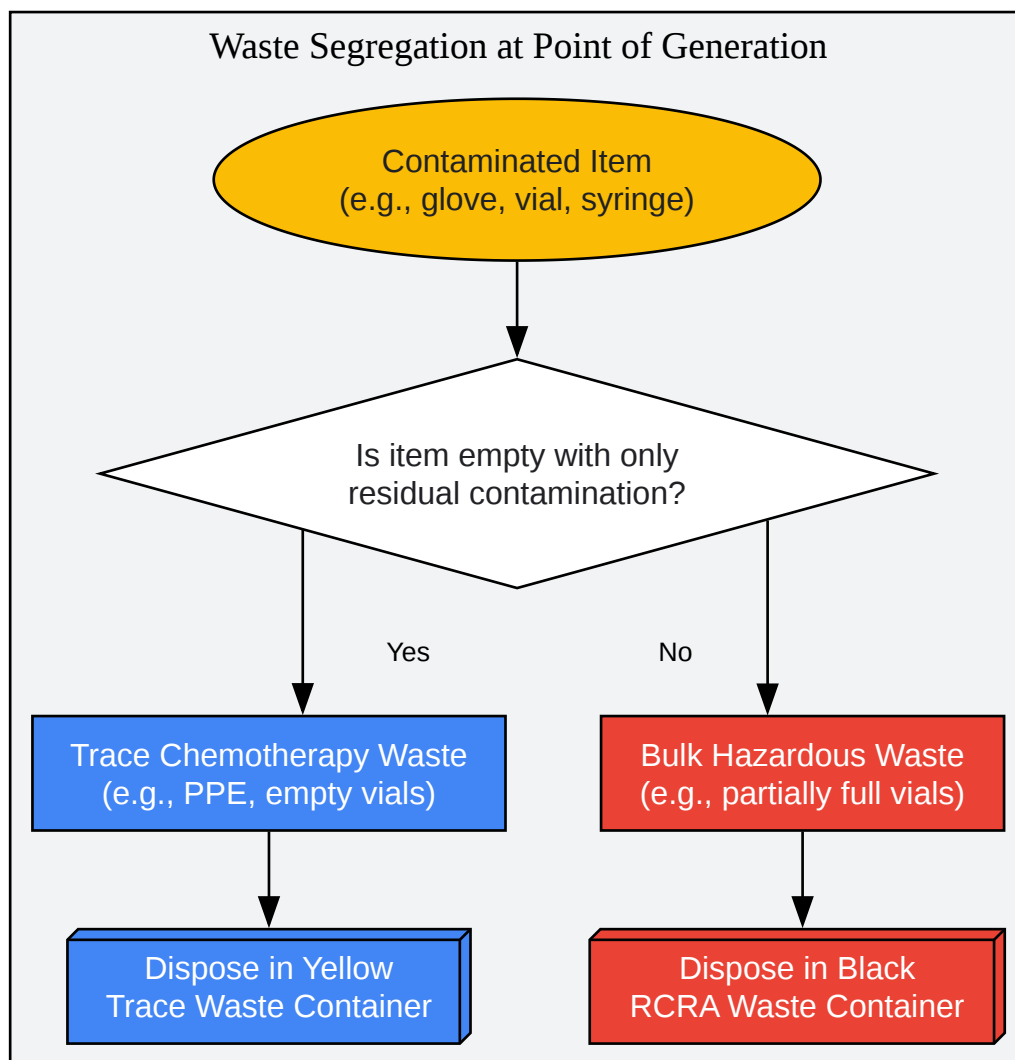 Waste Segregation at Point of Generation
Contaminated Item
(e.g., glove, vial, syringe)
Is item empty with only
residual contamination?
Yes
No
Trace Chemotherapy Waste
(e.g., PPE, empty vials)
Bulk Hazardous Waste
(e.g., partially full vials)
Dispose in Yellow
Trace Waste Container
Dispose in Black
RCRA Waste Container